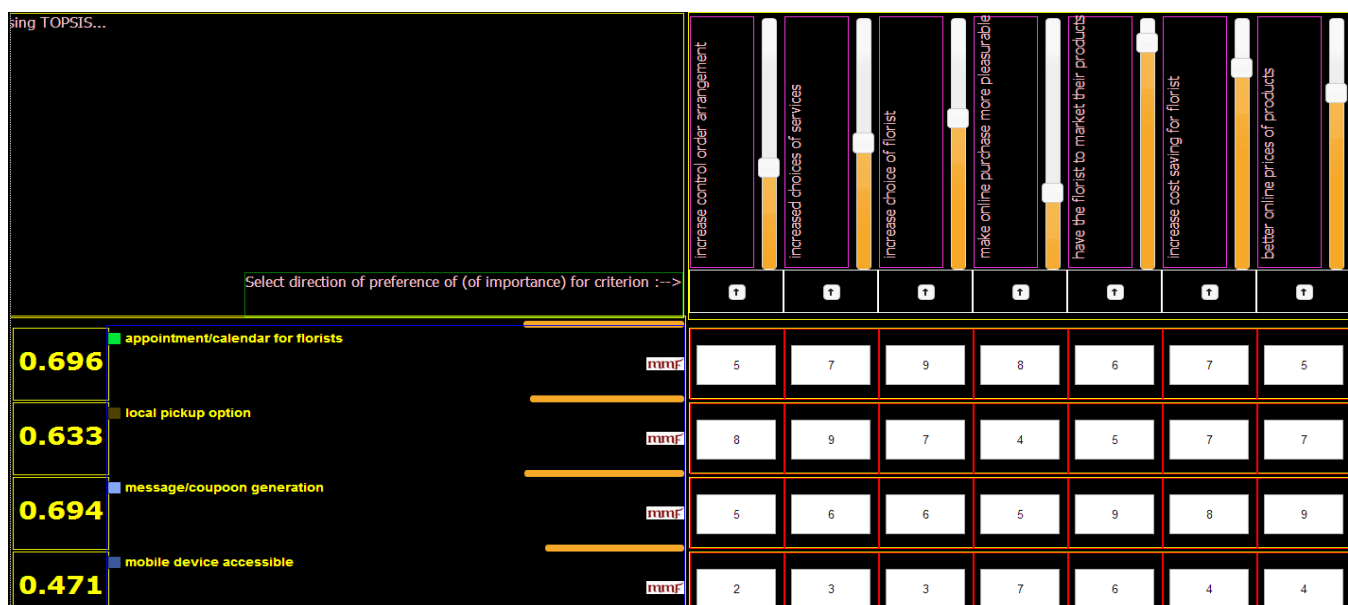 sing TOPSIS...
increase control order arrangement
increased choices of services
increase choice of florist
make online purchase more pleasurable
have the florist to market their products
increase cost saving for florist
better online prices of products
Select direction of preference of (of importance) for criterion :-->
↑ ↑ ↑ ↑ ↑ ↑ ↑
appointment/calendar for florists
0.696 mmf 5 7 9 8 6 7 5
local pickup option
0.633 mmf 8 9 7 4 5 7 7
message/coupoon generation
0.694 mmf 5 6 6 5 9 8 9
mobile device accessible
0.471 mmf 2 3 3 7 6 4 4